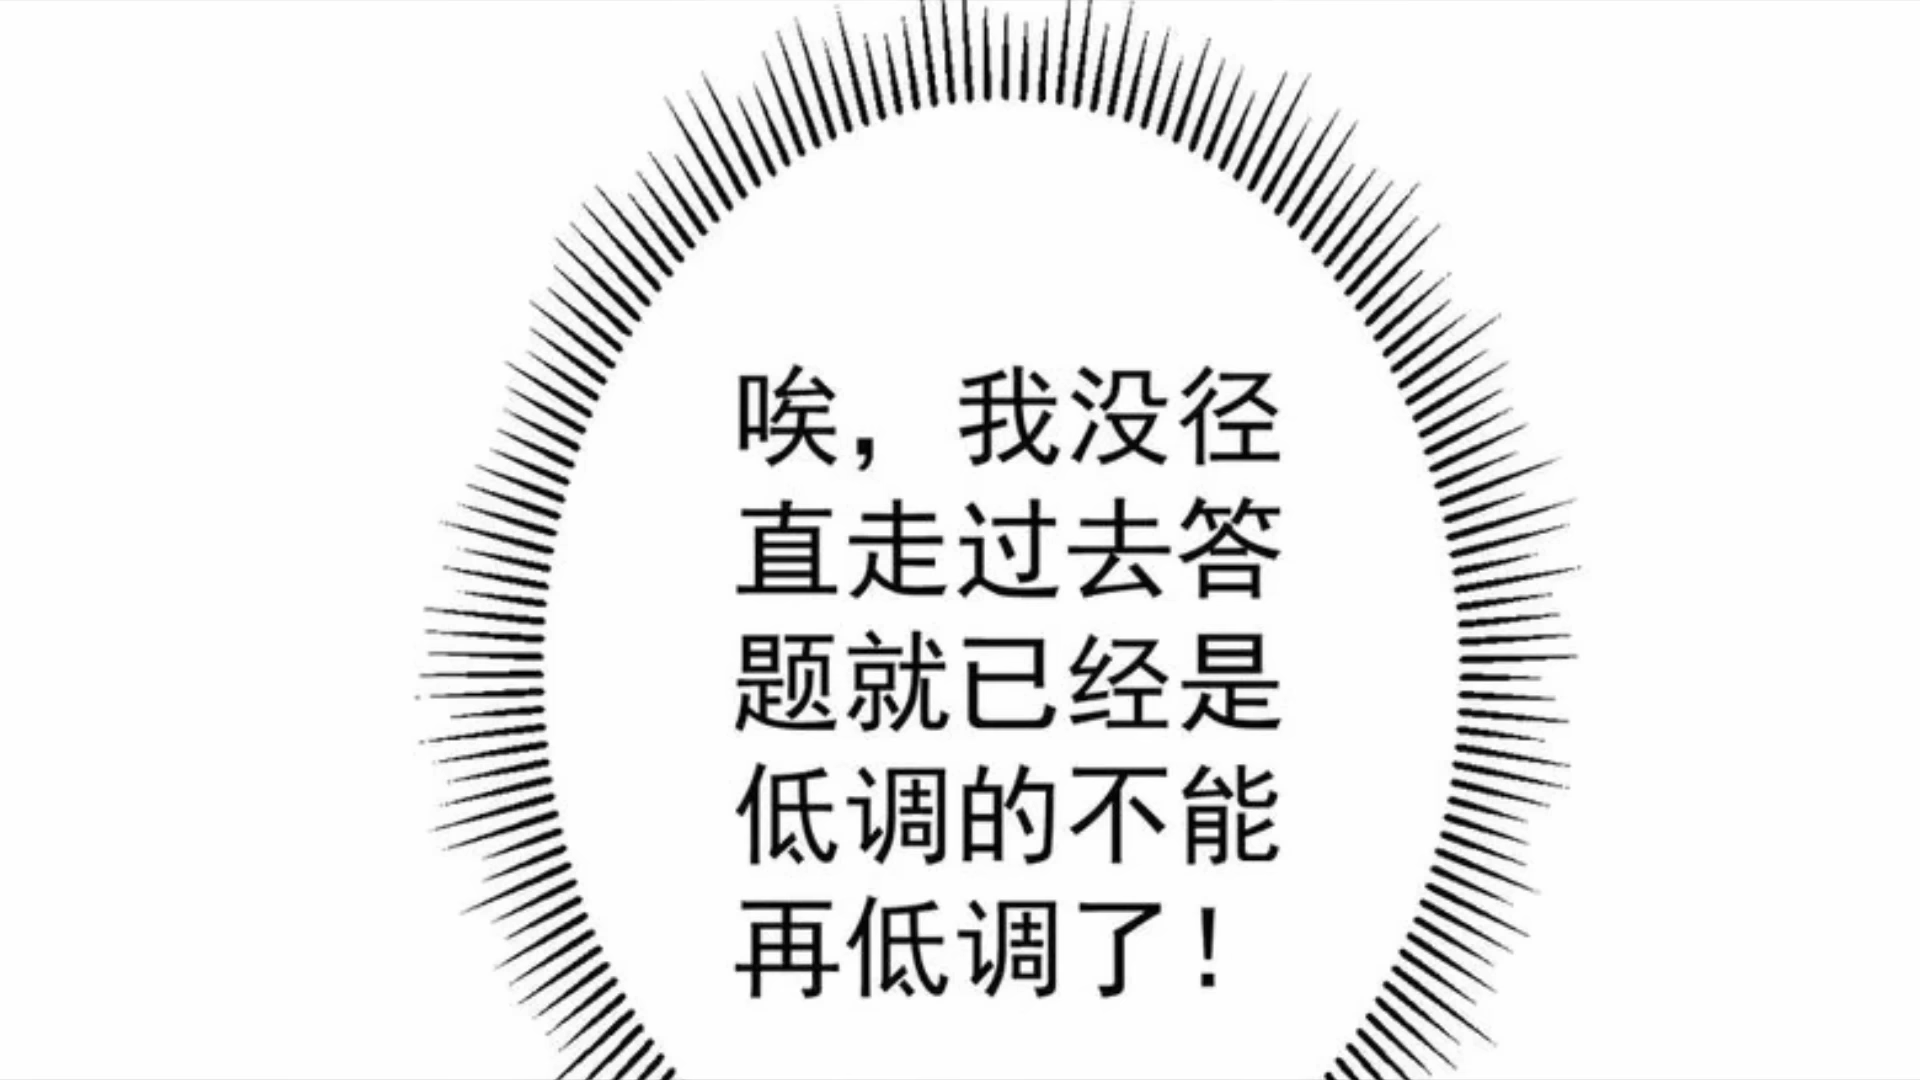 唉，我没径
直走过去答
题就已经是
低调的不能
再低调了！